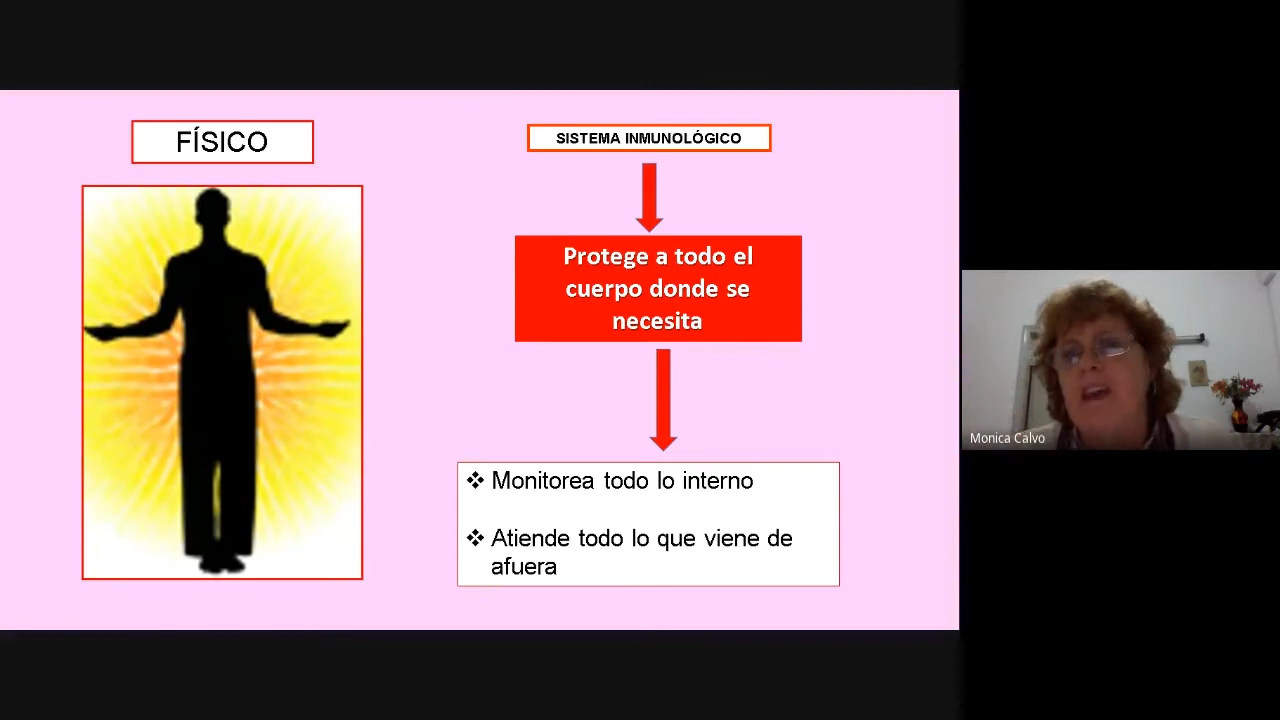 FÍSICO
SISTEMA INMUNOLÓGICO
Protege a todo el
cuerpo donde se
necesita
❖ Monitorea todo lo interno
❖ Atiende todo lo que viene de
afuera
Monica Calvo